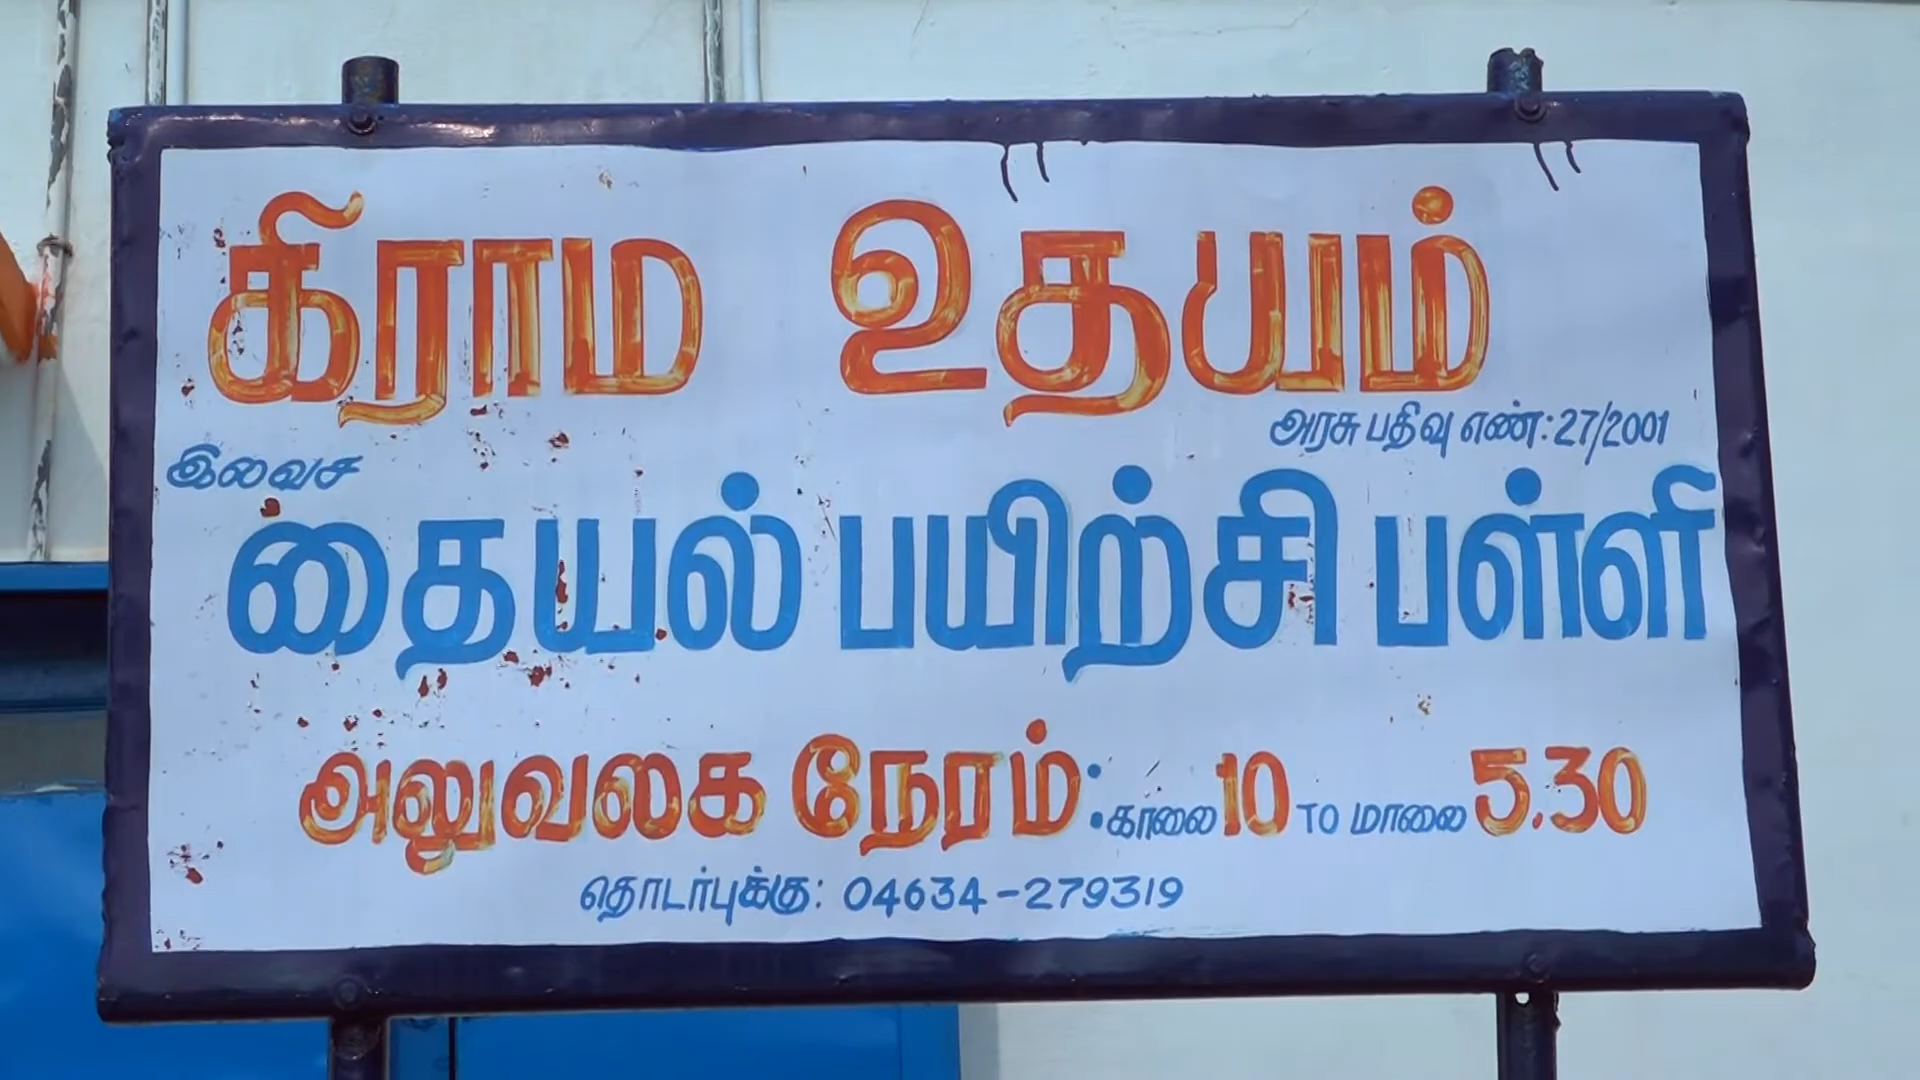 கிராம உதயம்
அரசு பதிவு எண்: 27/2001
இலவச
தையல் பயிற்சி பள்ளி
அலுவலக நேரம்: காலை 10 TO மாலை 5.30
தொடர்புக்கு: 04634-279319